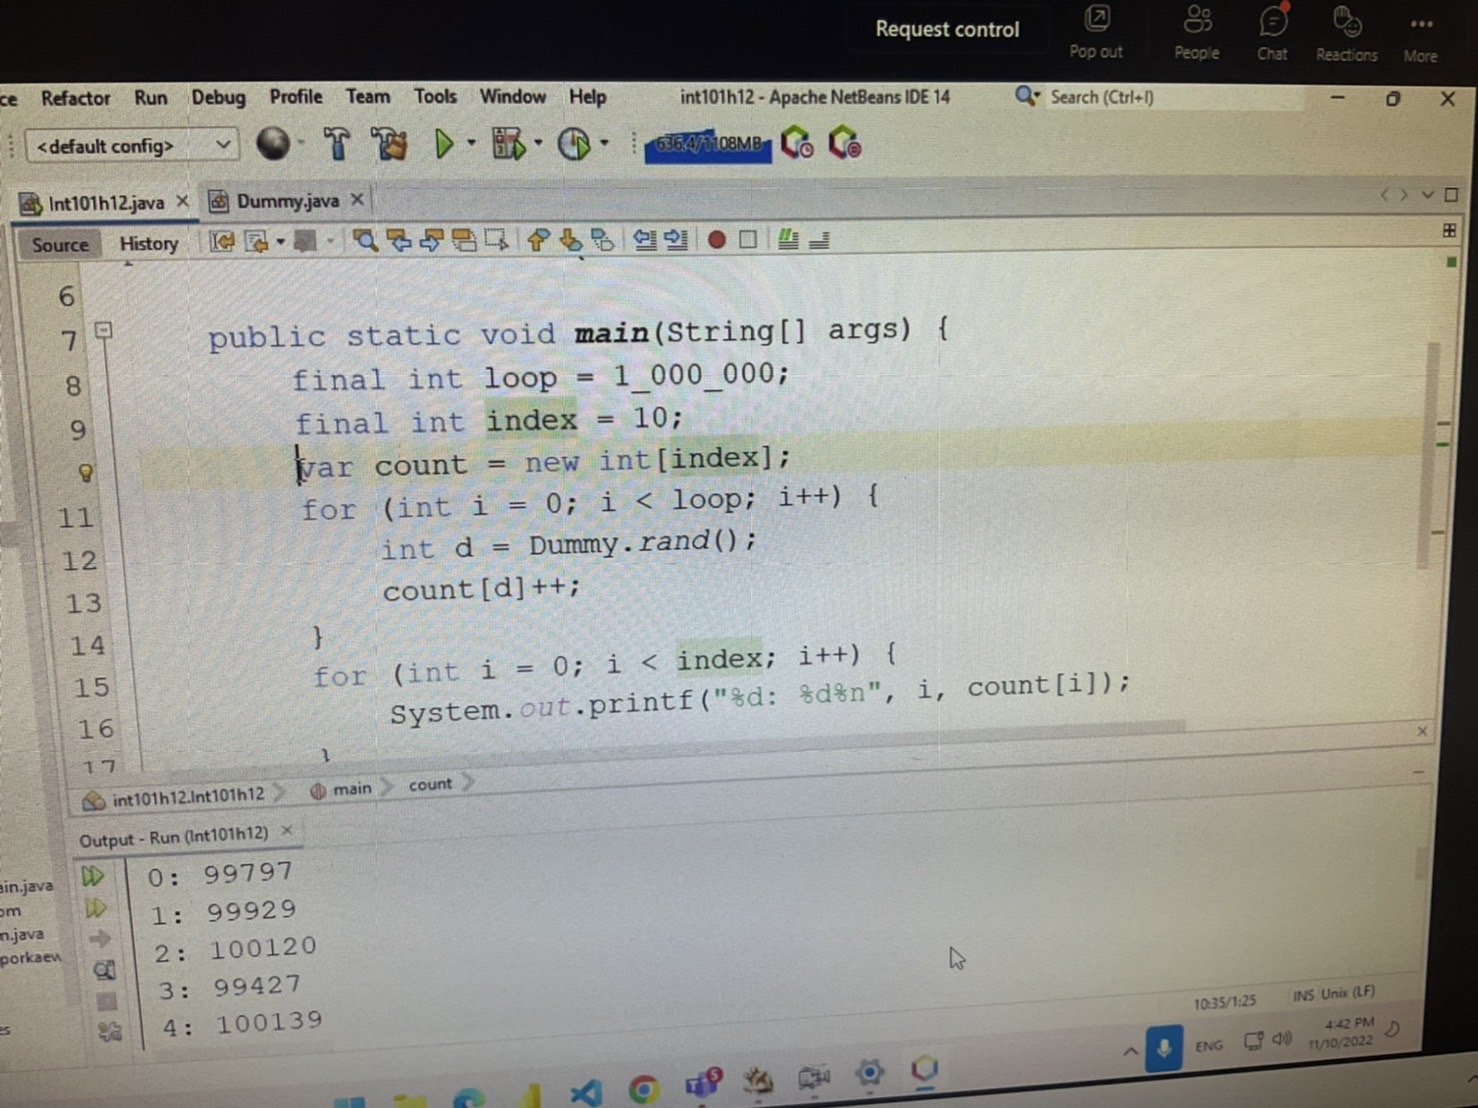 Request control
Pop out
People
Chat
Reactions
More
ce Refactor Run Debug Profile Team Tools Window Help
int101h12 - Apache NetBeans IDE 14
Search (Ctrl+I)
<default config>
636.4/1108MB
Int101h12.java
Dummy.java
Source History
6
7 public static void main(String[] args) {
8 final int loop = 1_000_000;
9 final int index = 10;
var count = new int[index];
11 for (int i = 0; i < loop; i++) {
12 int d = Dummy.rand();
13 count[d]++;
14 }
15 for (int i = 0; i < index; i++) {
16 System.out.printf("%d: %d%n", i, count[i]);
17 }
int101h12.Int101h12 main count
Output - Run (Int101h12)
0: 99797
1: 99929
2: 100120
3: 99427
4: 100139
ain.java
om
n.java
porkaew
es
10:35/1:25 INS Unix (LF)
ENG
4:42 PM
11/10/2022
5